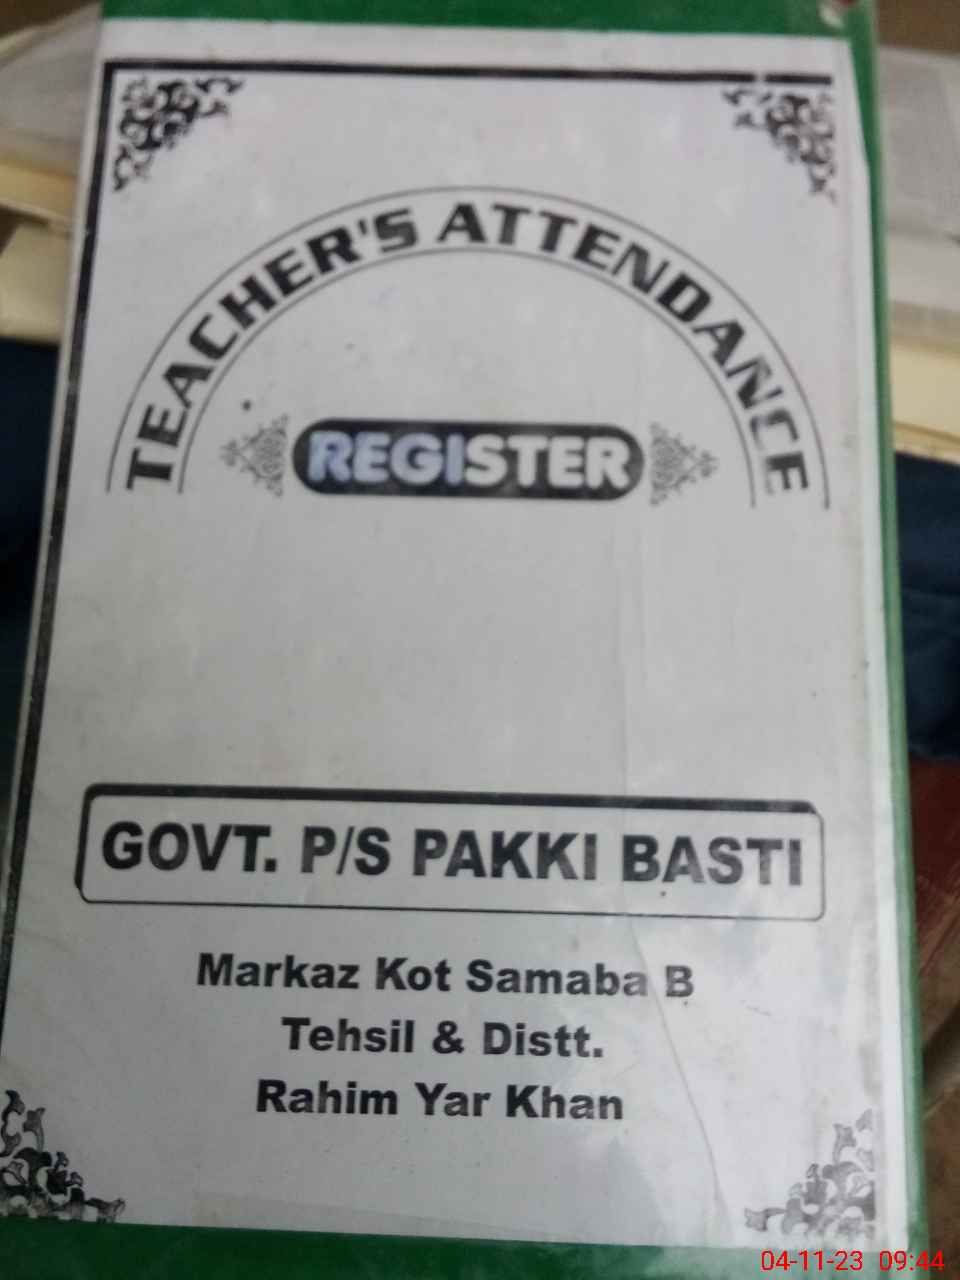 TEACHER'S ATTENDANCE
REGISTER
GOVT. P/S PAKKI BASTI
Markaz Kot Samaba B
Tehsil & Distt.
Rahim Yar Khan
04-11-23 09:44